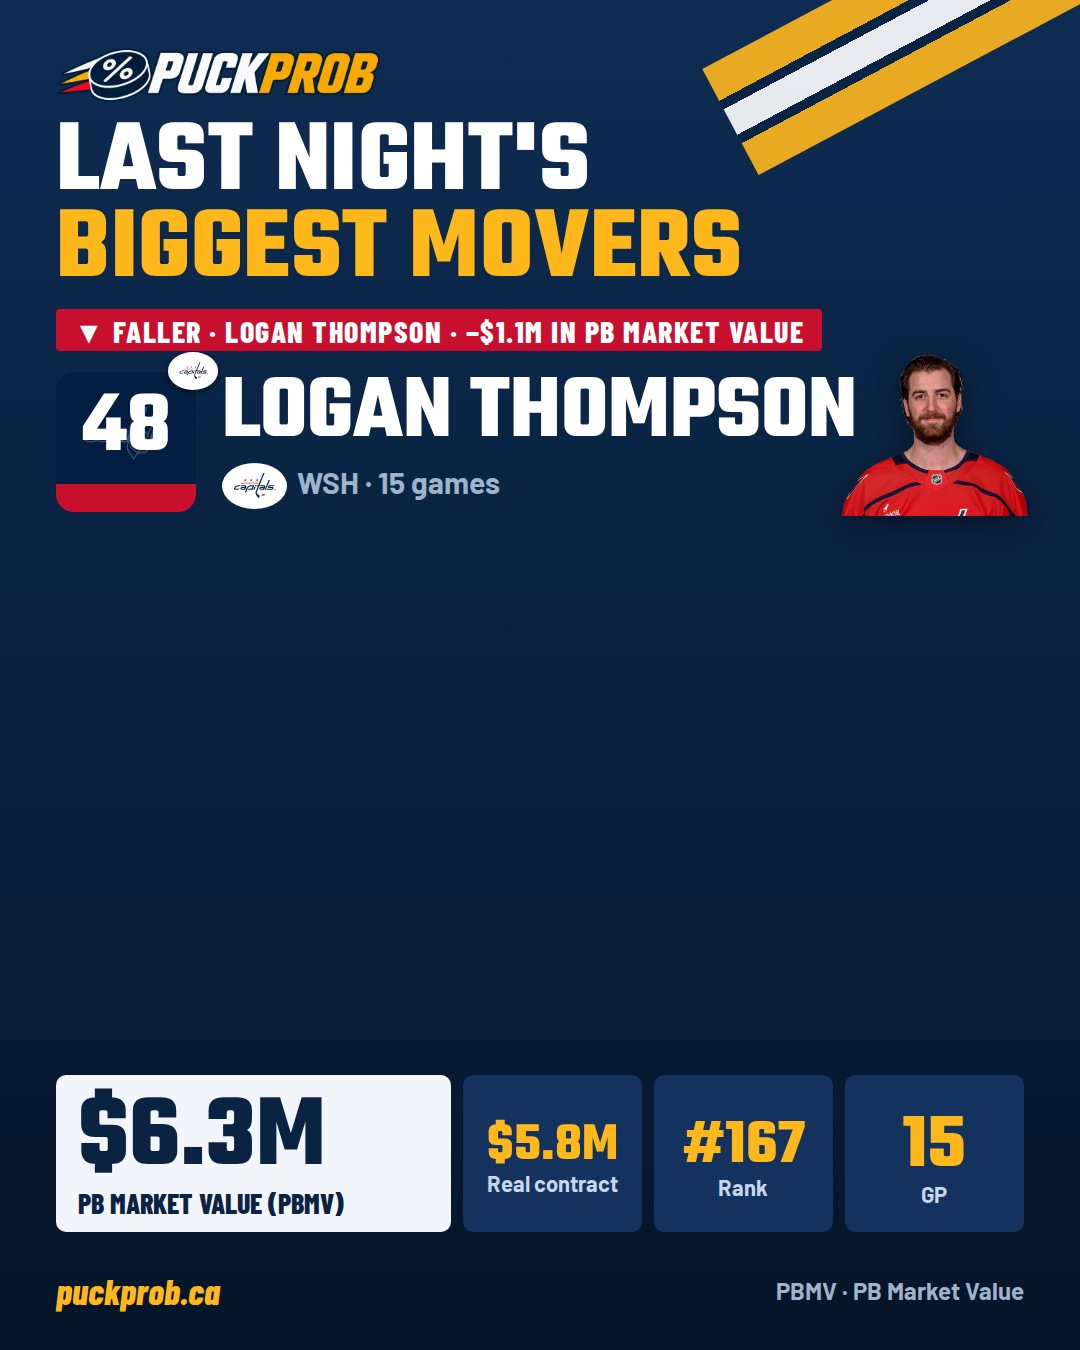 % PUCKPROB
LAST NIGHT'S
BIGGEST MOVERS
▼ FALLER · LOGAN THOMPSON · −$1.1M IN PB MARKET VALUE
capitals
48
LOGAN THOMPSON
capitals
WSH · 15 games
$6.3M
PB MARKET VALUE (PBMV)
$5.8M
Real contract
#167
Rank
15
GP
puckprob.ca
PBMV · PB Market Value